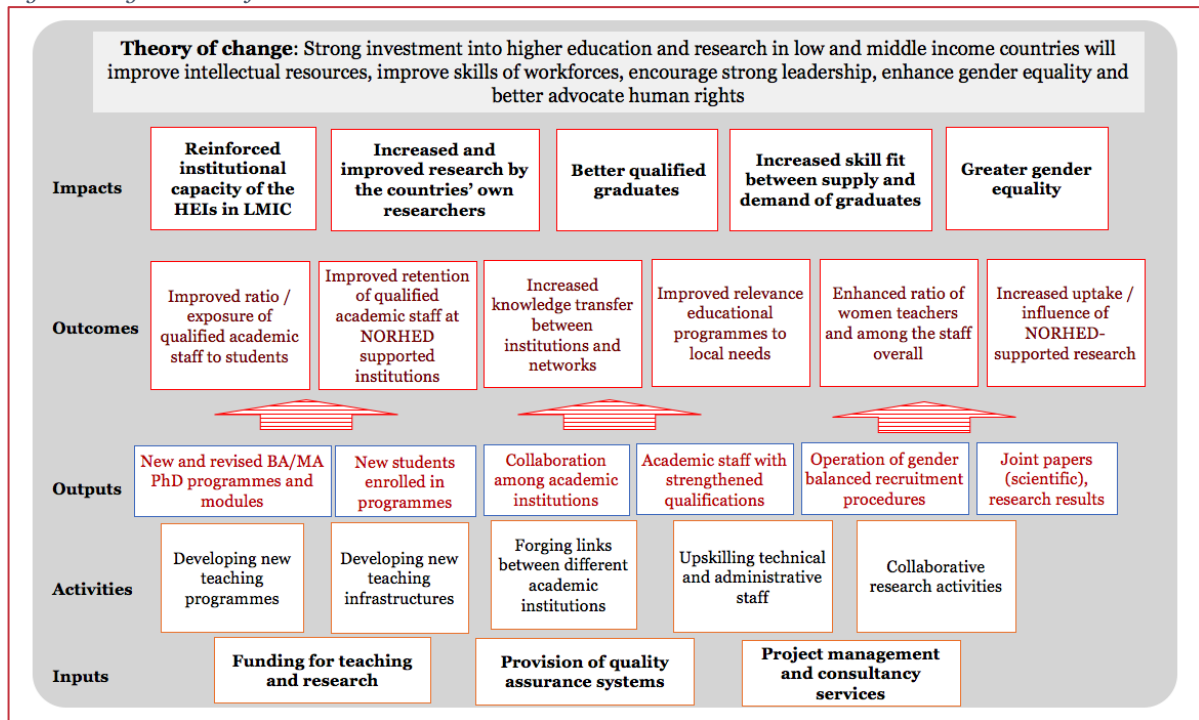 Theory of change: Strong investment into higher education and research in low and middle income countries will
improve intellectual resources, improve skills of workforces, encourage strong leadership, enhance gender equality and
better advocate human rights
Impacts
Reinforced
institutional
capacity of the
HEIs in LMIC
Increased and
improved research by
the countries' own
researchers
Better qualified
graduates
Increased skill fit
between supply and
demand of graduates
Greater gender
equality
Outcomes
Improved ratio /
exposure of
qualified academic
staff to students
Improved retention
of qualified
academic staff at
NORHED
supported
institutions
Increased
knowledge transfer
between
institutions and
networks
Improved relevance
educational
programmes to
local needs
Enhanced ratio of
women teachers
and among the staff
overall
Increased uptake /
influence of
NORHED-
supported research
Outputs
New and revised BA/MA
PhD programmes and
modules
New students
enrolled in
programmes
Collaboration
among academic
institutions
Academic staff with
strengthened
qualifications
Operation of gender
balanced recruitment
procedures
Joint papers
(scientific),
research results
Activities
Developing new
teaching
programmes
Developing new
teaching
infrastructures
Forging links
between different
academic
institutions
Upskilling technical
and administrative
staff
Collaborative
research activities
Inputs
Funding for teaching
and research
Provision of quality
assurance systems
Project management
and consultancy
services